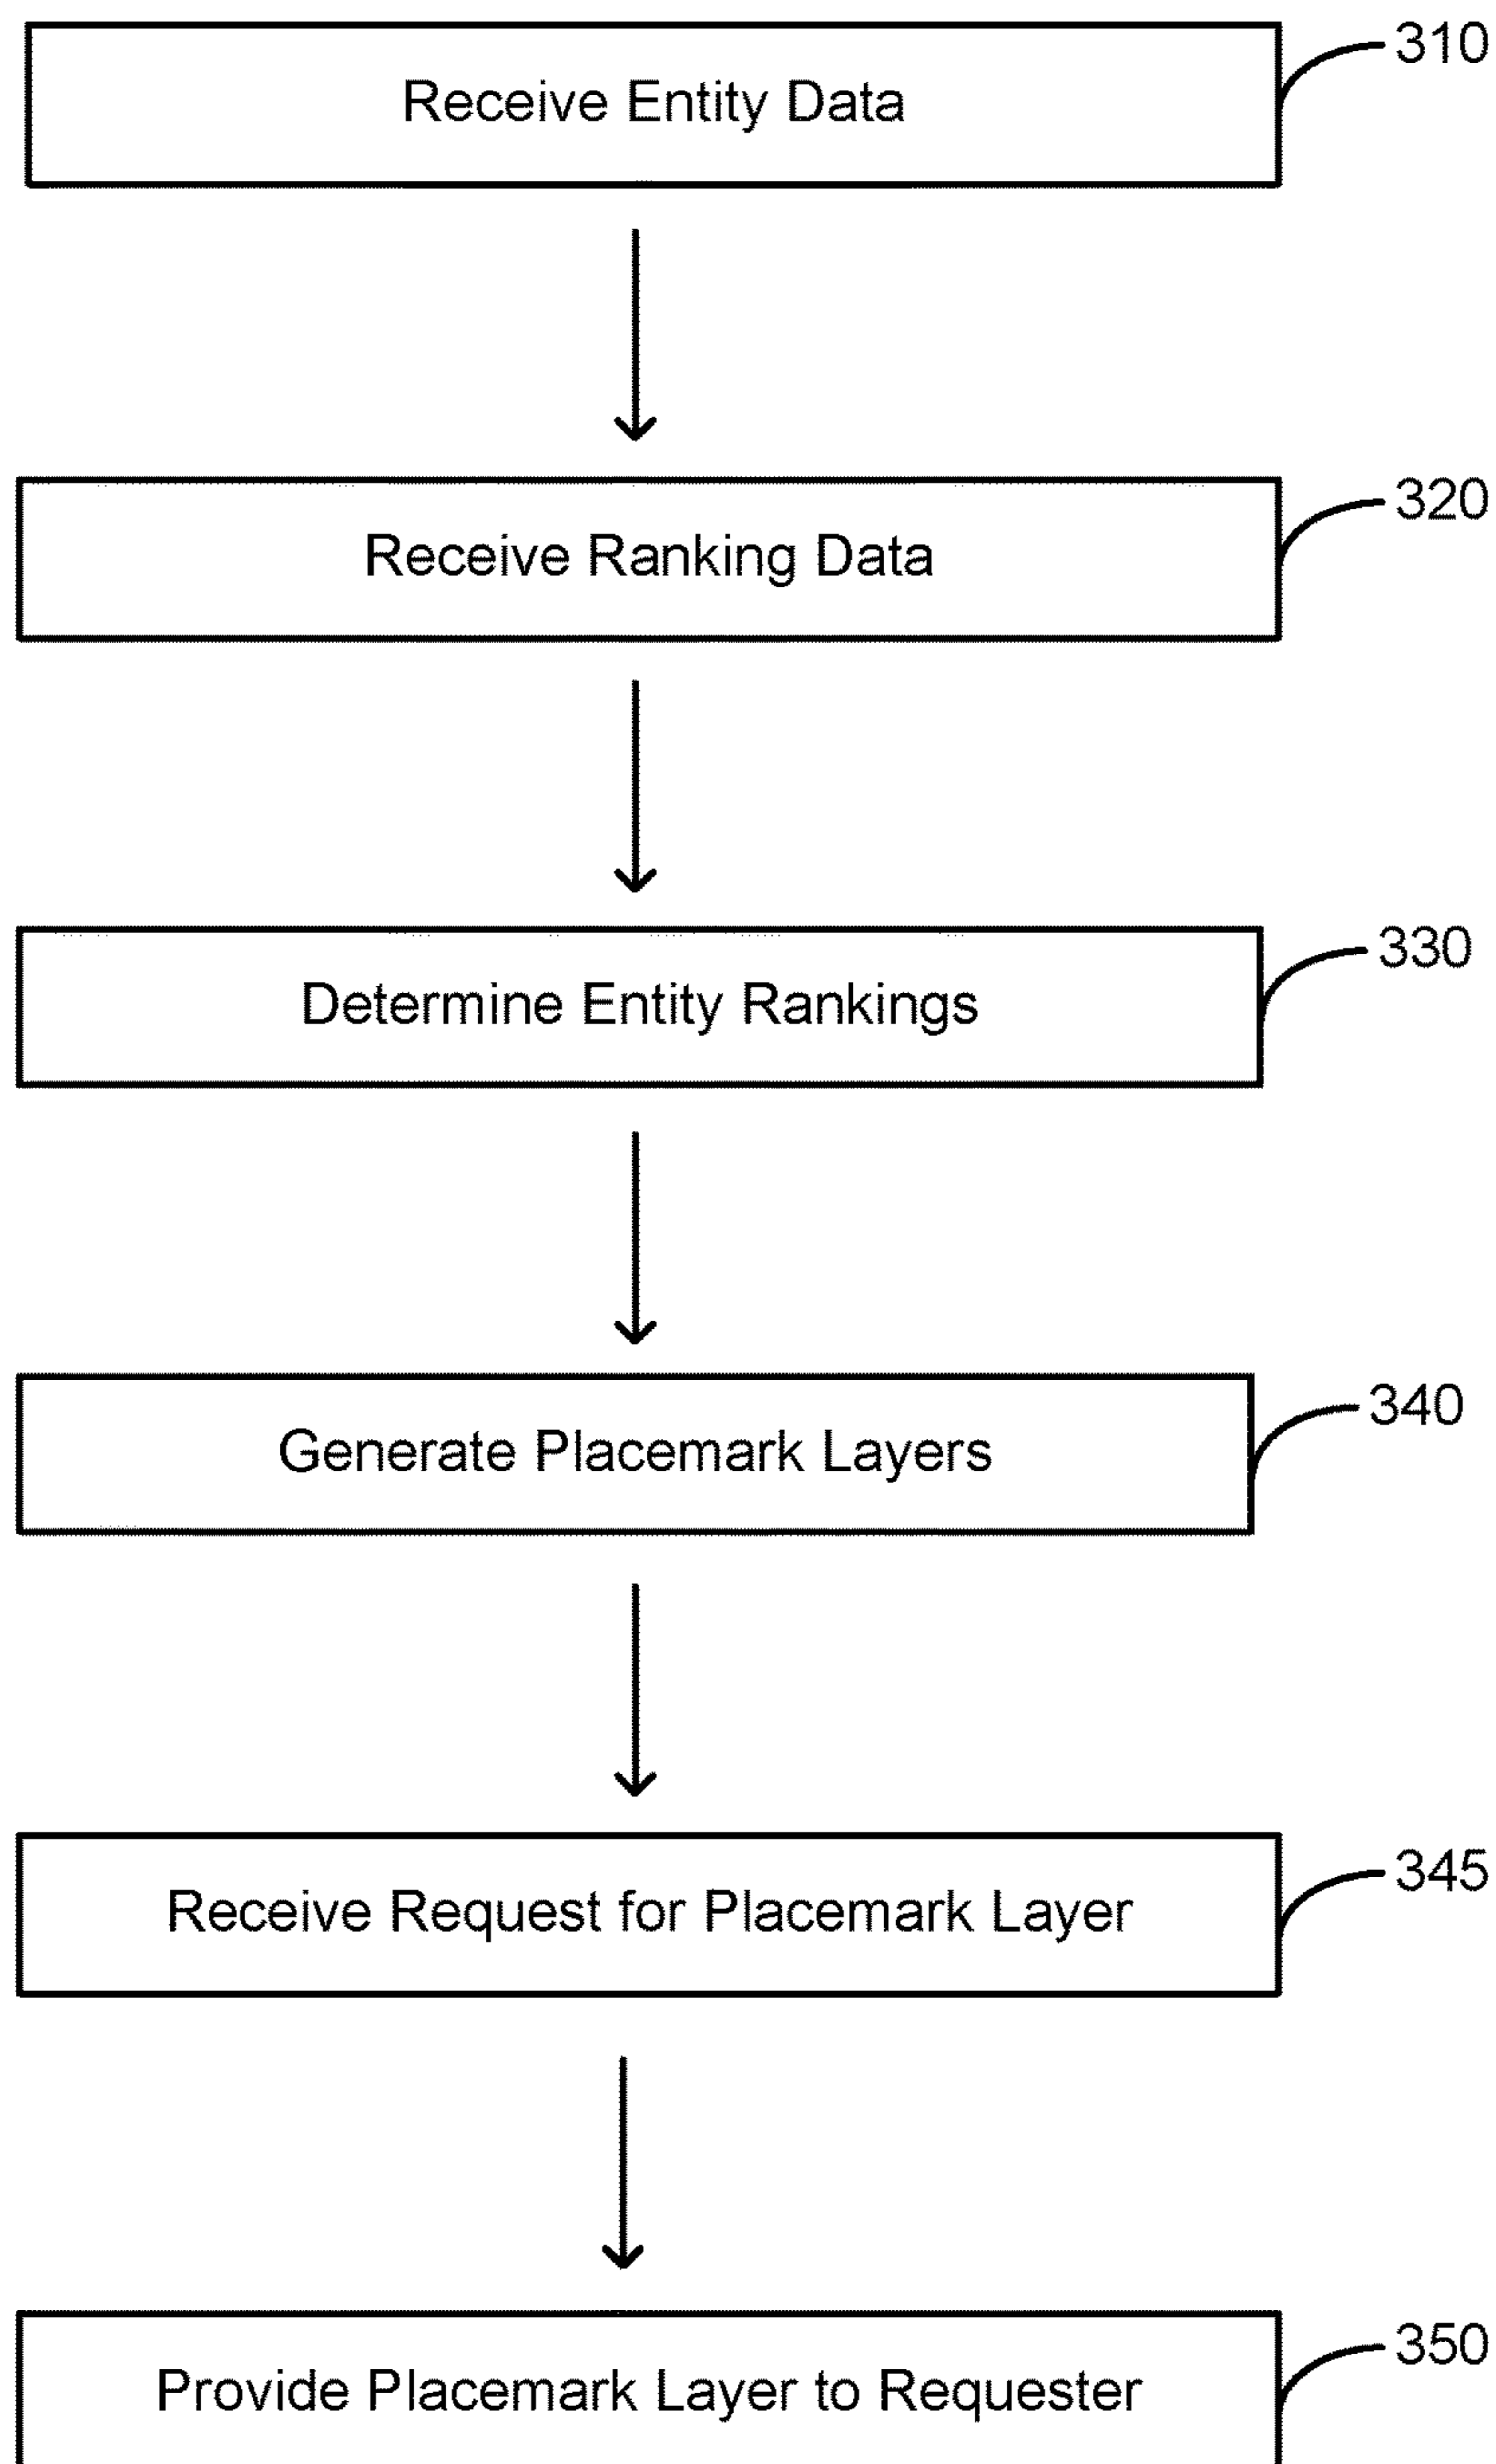 310
Receive Entity Data
320
Receive Ranking Data
330
Determine Entity Rankings
340
Generate Placemark Layers
345
Receive Request for Placemark Layer
350
Provide Placemark Layer to Requester